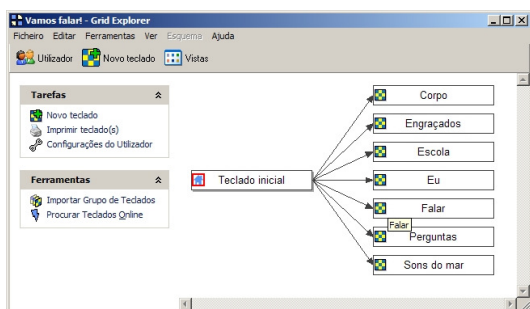 Vamos falar! - Grid Explorer
Ficheiro Editar Ferramentas Ver Esquema Ajuda
Utilizador Novo teclado Vistas
Tarefas
Novo teclado
Imprimir teclado(s)
Configurações do Utilizador
Ferramentas
Importar Grupo de Teclados
Procurar Teclados Online
Teclado inicial
Corpo
Engraçados
Escola
Eu
Falar
Falar
Perguntas
Sons do mar